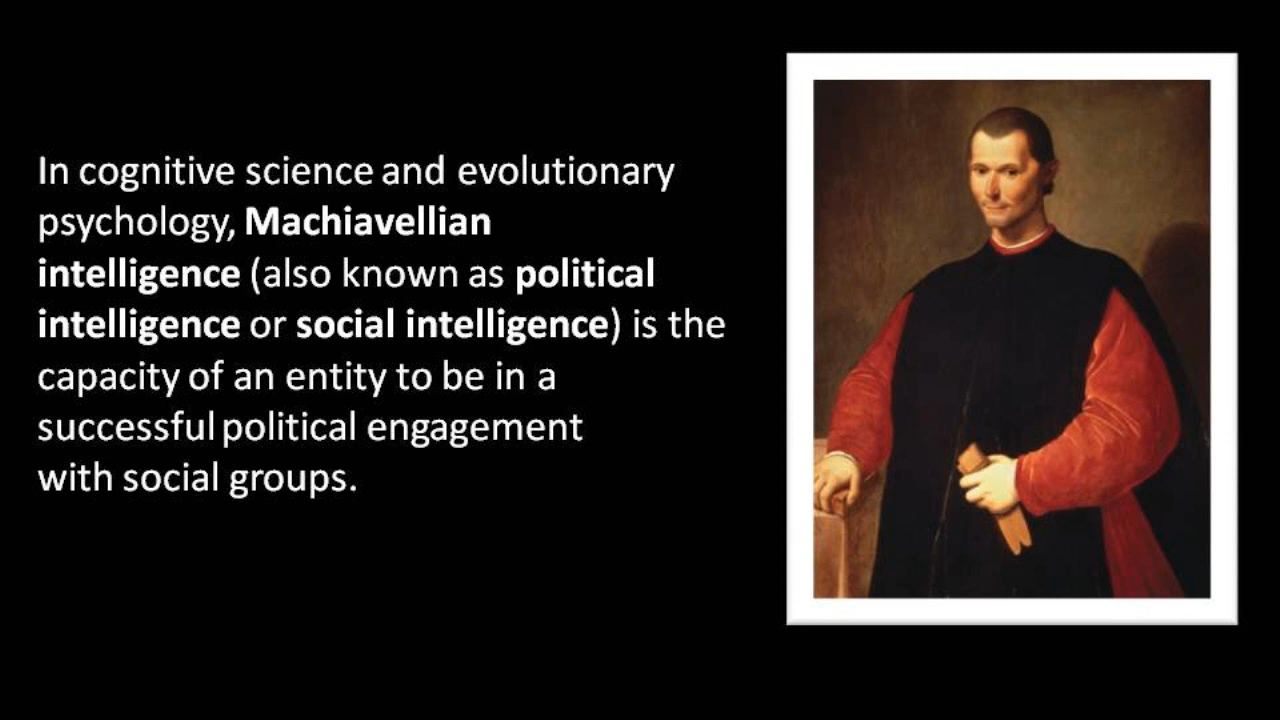 In cognitive science and evolutionary
psychology, Machiavellian
intelligence (also known as political
intelligence or social intelligence) is the
capacity of an entity to be in a
successful political engagement
with social groups.